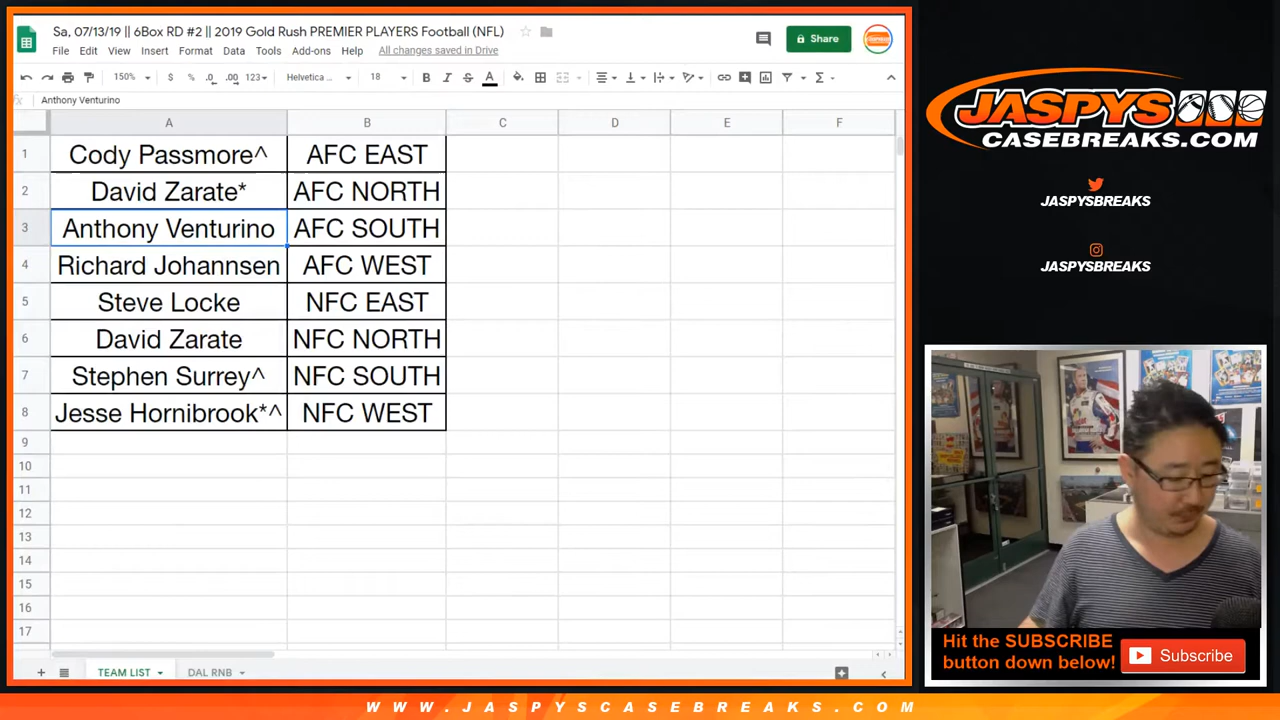 Sa, 07/13/19 || 6Box RD #2 || 2019 Gold Rush PREMIER PLAYERS Football (NFL)
File Edit View Insert Format Data Tools Add-ons Help All changes saved in Drive
Share
150% $ % .0 .00 123 Helvetica ... 18 B I S A
fx Anthony Venturino
A B C D E F
1 Cody Passmore^ AFC EAST
2 David Zarate* AFC NORTH
3 Anthony Venturino AFC SOUTH
4 Richard Johannsen AFC WEST
5 Steve Locke NFC EAST
6 David Zarate NFC NORTH
7 Stephen Surrey^ NFC SOUTH
8 Jesse Hornibrook*^ NFC WEST
9
10
11
12
13
14
15
16
17
TEAM LIST DAL RNB
JASPYS
CASEBREAKS.COM
JASPYSBREAKS
JASPYSBREAKS
Hit the SUBSCRIBE
button down below!
Subscribe
WWW.JASPYSCASEBREAKS.COM